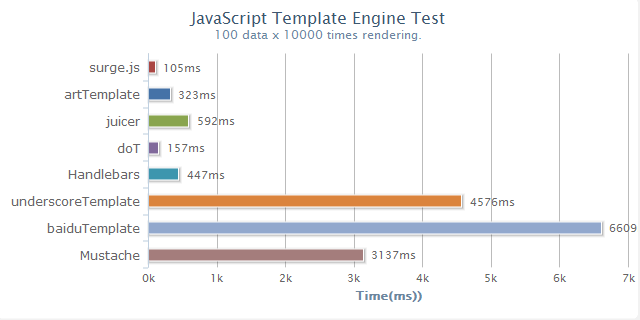 JavaScript Template Engine Test
100 data x 10000 times rendering.
surge.js 105ms
artTemplate 323ms
juicer 592ms
doT 157ms
Handlebars 447ms
underscoreTemplate 4576ms
baiduTemplate 6609
Mustache 3137ms
0k 1k 2k 3k 4k 5k 6k 7k
Time(ms))